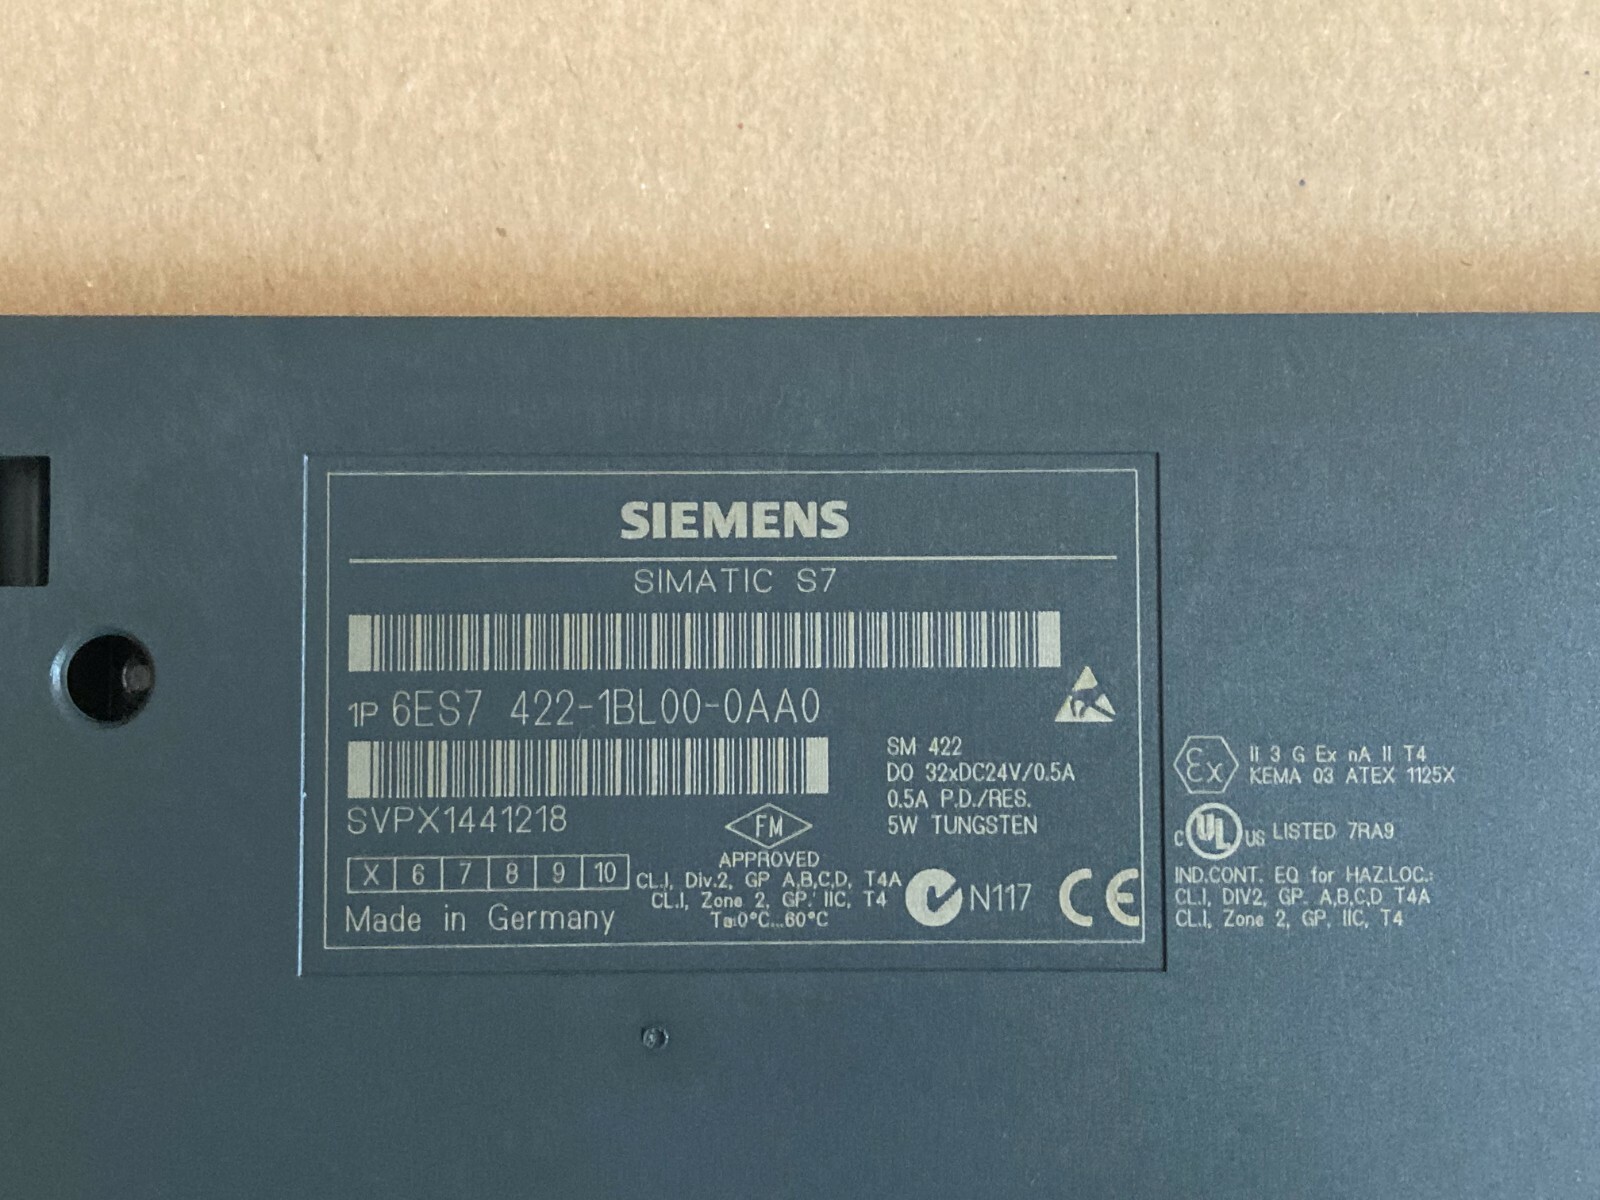 SIEMENS
SIMATIC S7
1P 6ES7 422-1BL00-0AA0
SM 422
DO 32xDC24V/0.5A
0.5A P.D./RES.
5W TUNGSTEN
SVPX1441218
FM
APPROVED
CL.I, Div.2, GP A,B,C,D, T4A
CL.I, Zone 2, GP. IIC, T4
Ta:0°C...60°C
X 6 7 8 9 10
Made in Germany
N117
CE
Ex
II 3 G Ex nA II T4
KEMA 03 ATEX 1125X
C UL US LISTED 7RA9
IND.CONT. EQ for HAZ.LOC.:
CL.I, DIV2, GP. A,B,C,D T4A
CL.I, Zone 2, GP, IIC, T4